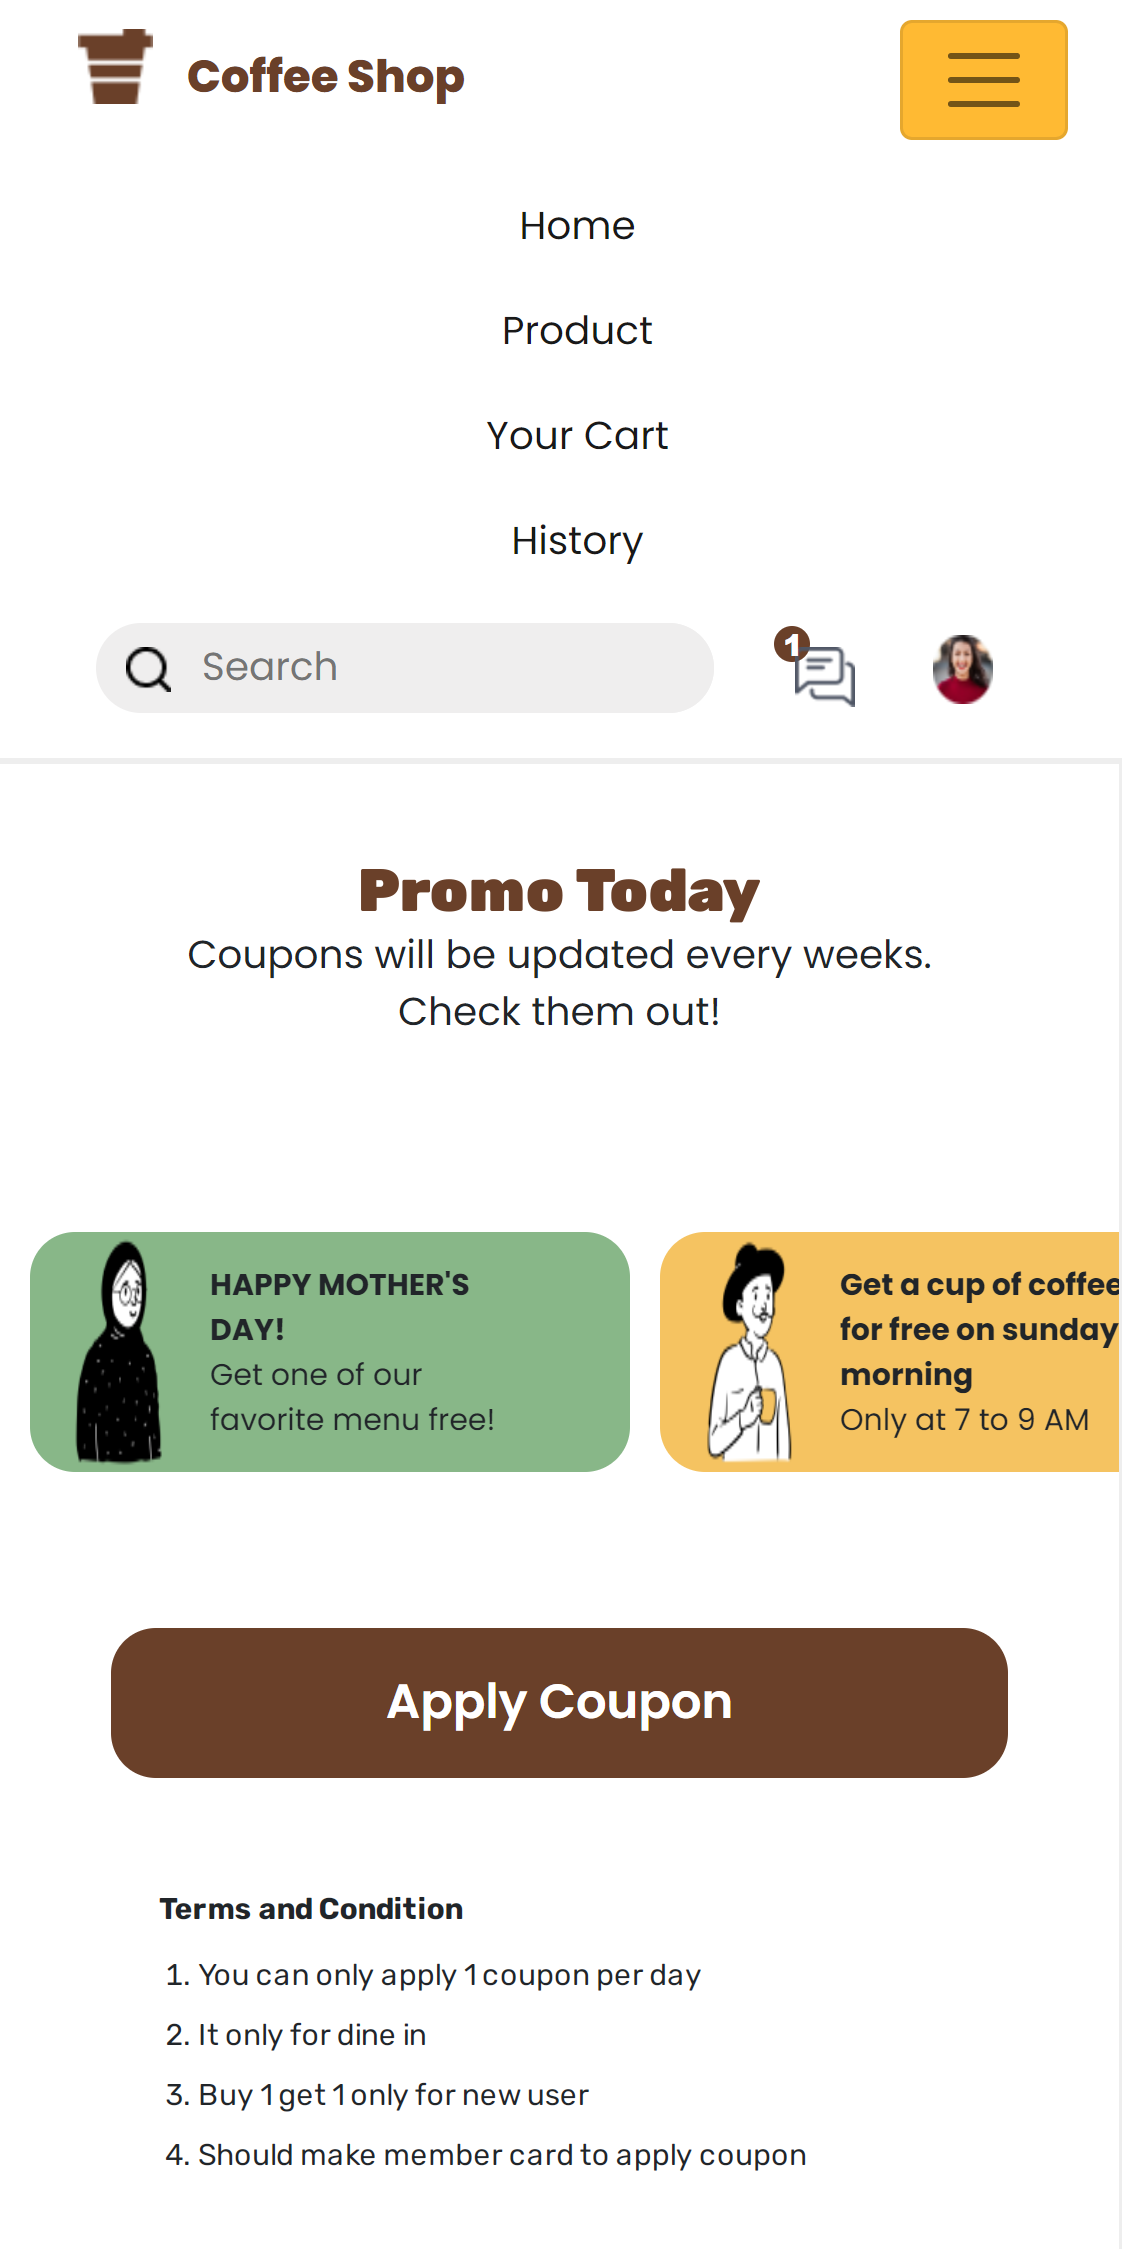 Coffee Shop
Home
Product
Your Cart
History
Search
1
Promo Today
Coupons will be updated every weeks.
Check them out!
HAPPY MOTHER'S
DAY!
Get one of our
favorite menu free!
Get a cup of coffee
for free on sunday
morning
Only at 7 to 9 AM
Apply Coupon
Terms and Condition
1. You can only apply 1 coupon per day
2. It only for dine in
3. Buy 1 get 1 only for new user
4. Should make member card to apply coupon